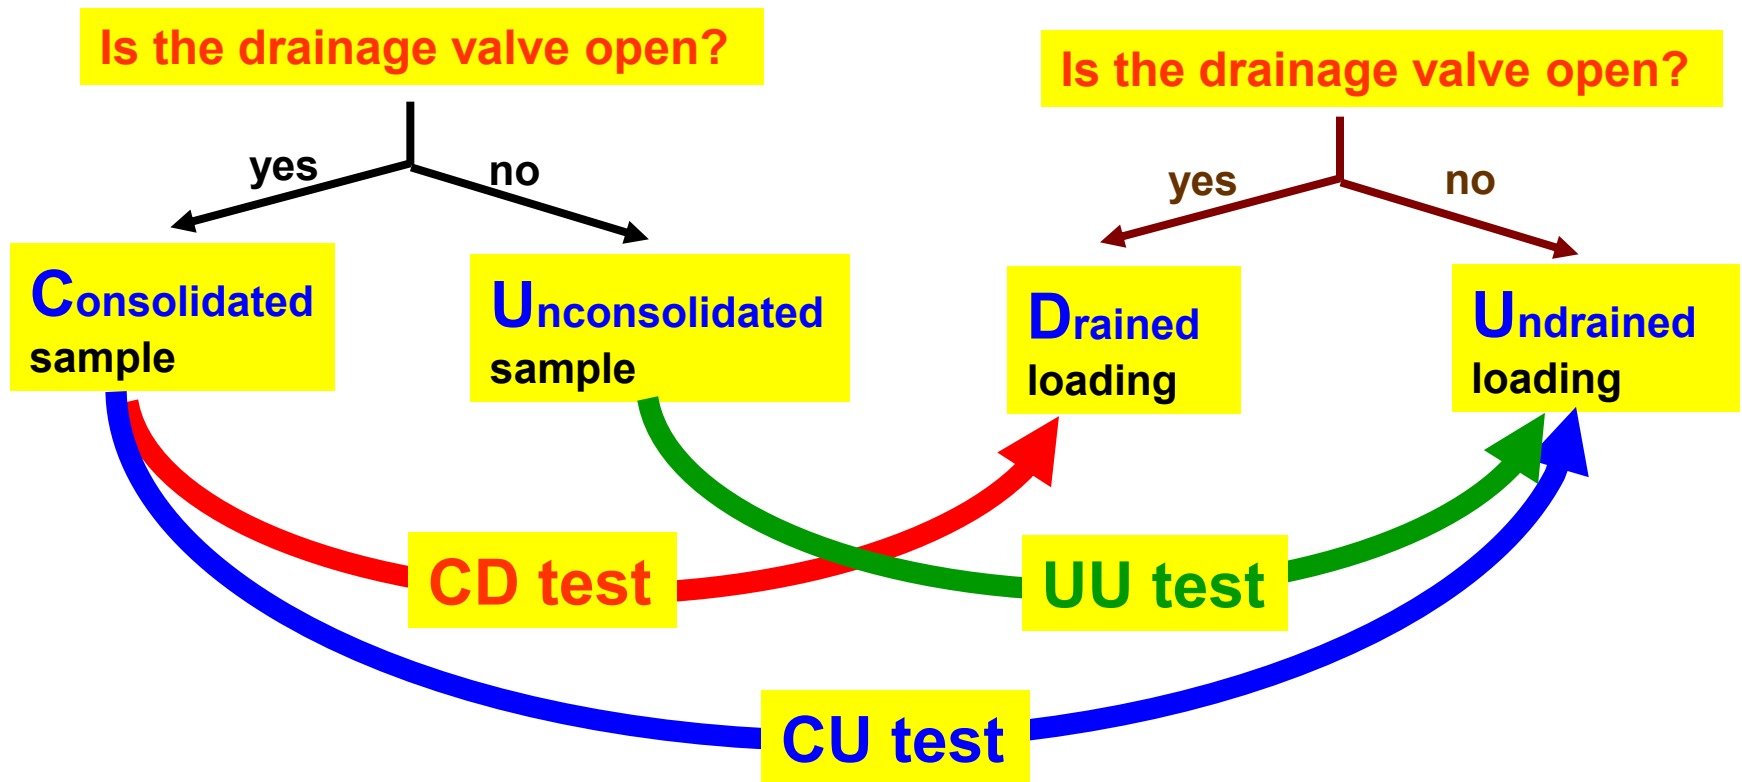 Is the drainage valve open?
Is the drainage valve open?
yes
no
yes
no
Consolidated
sample
Unconsolidated
sample
Drained
loading
Undrained
loading
CD test
UU test
CU test